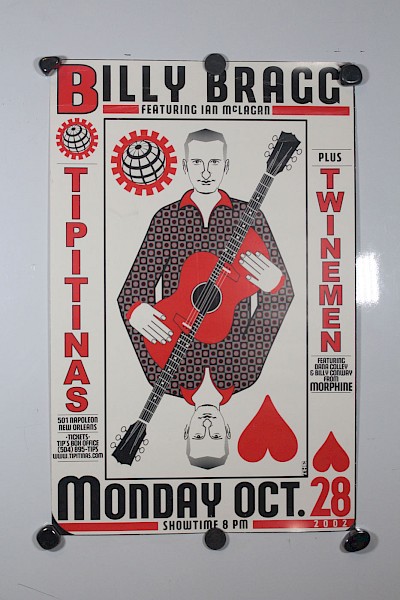 BILLY BRAGG
FEATURING IAN McLAGAN
TIPITINAS
501 NAPOLEON
NEW ORLEANS
·TICKETS·
TIP'S BOX OFFICE
(504) 895-TIPS
WWW.TIPITINAS.COM
PLUS
TWINEMEN
FEATURING
DANA COLLEY
& BILLY CONWAY
FROM
MORPHINE
MONDAY OCT. 28
SHOWTIME 8 PM
2002